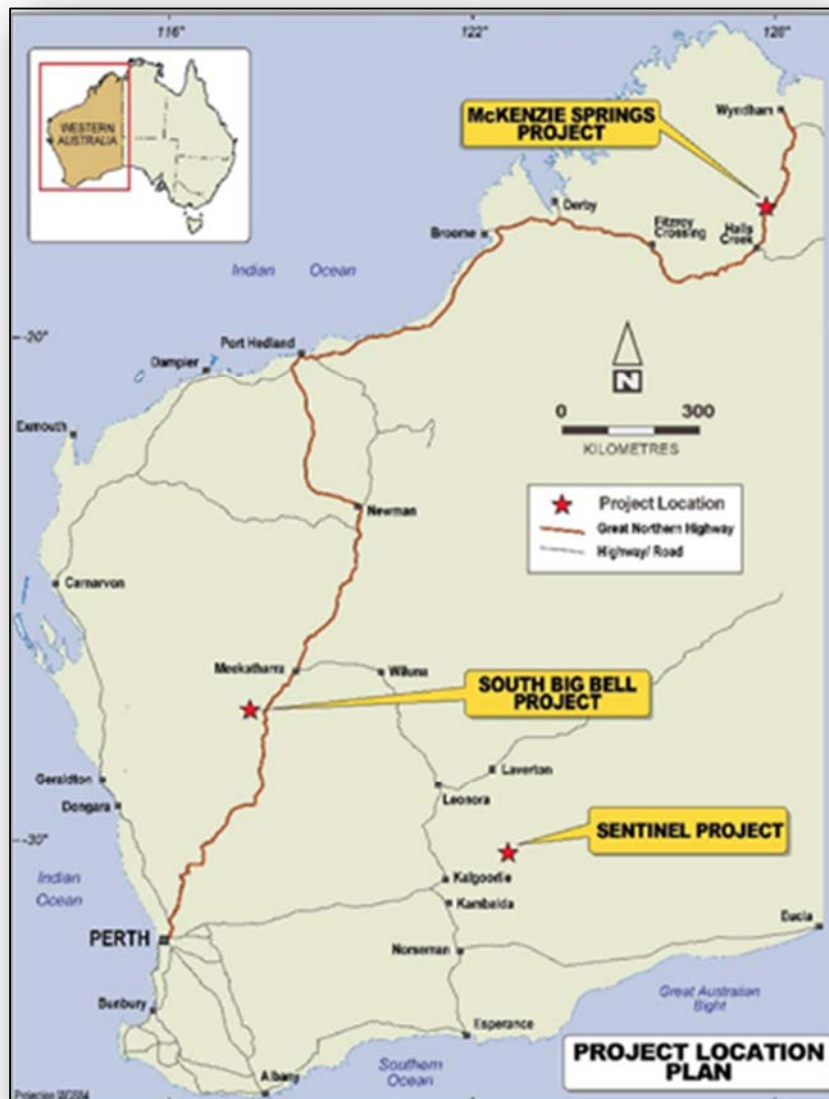 116°
122°
128°
WESTERN
AUSTRALIA
McKENZIE SPRINGS
PROJECT
Wyndham
Derby
Broome
Fitzroy
Crossing
Halls
Creek
Indian Ocean
-20°
Port Hedland
Dampier
Exmouth
N
0 300
KILOMETRES
Project Location
Great Northern Highway
Highway/ Road
Newman
Carnarvon
Meekatharra
Wiluna
SOUTH BIG BELL
PROJECT
Geraldton
Dongara
Laverton
Leonora
-30°
SENTINEL PROJECT
Indian
Ocean
Kalgoorlie
Kambalda
PERTH
Eucla
Norseman
Bunbury
Great Australian
Bight
Esperance
Southern
Ocean
Albany
PROJECT LOCATION
PLAN
Projection WGS84